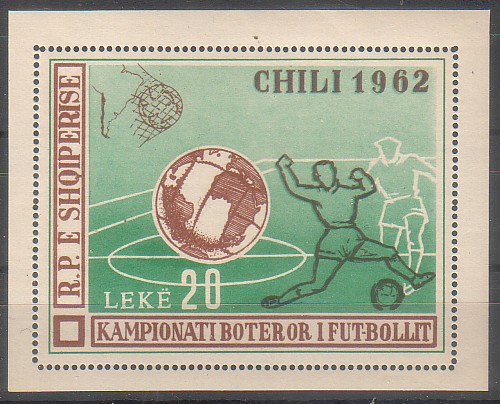 CHILI 1962
R.P. E SHQIPERISE
LEKË 20
KAMPIONATI BOTEROR I FUT-BOLLIT